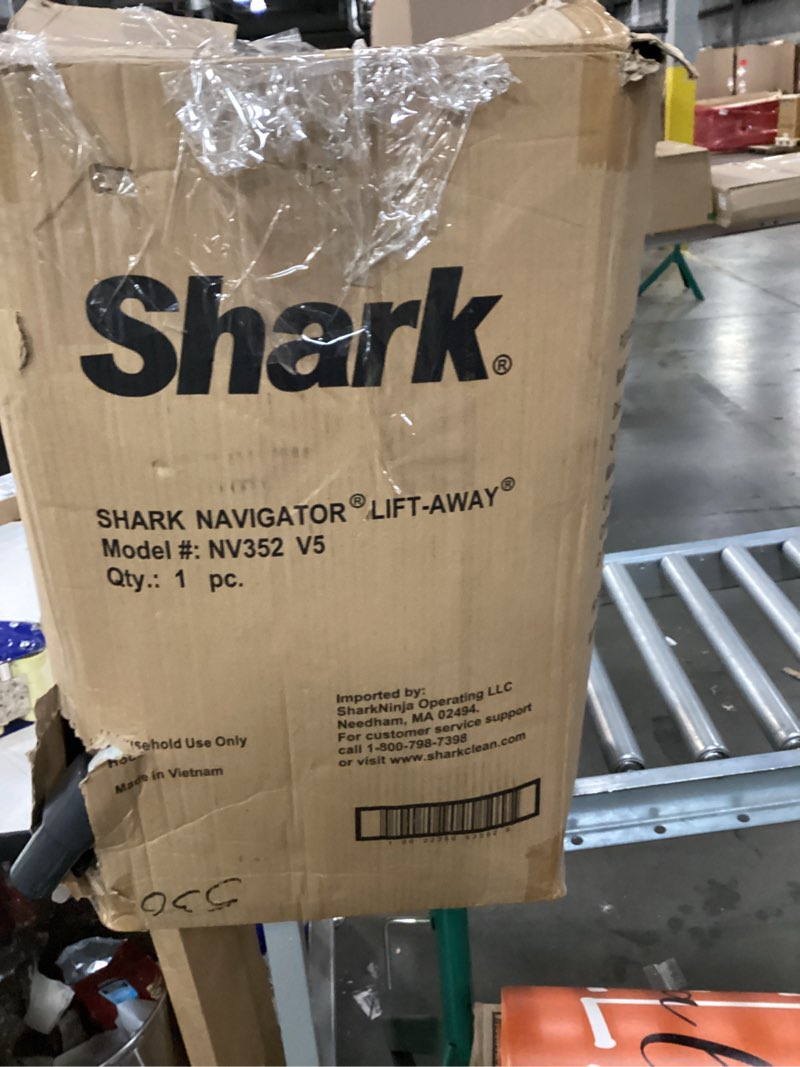 Shark®
SHARK NAVIGATOR® LIFT-AWAY®
Model #: NV352 V5
Qty.: 1 pc.
Imported by:
SharkNinja Operating LLC
Needham, MA 02494.
For customer service support
call 1-800-798-7398
or visit www.sharkclean.com
Use Only
Made in Vietnam